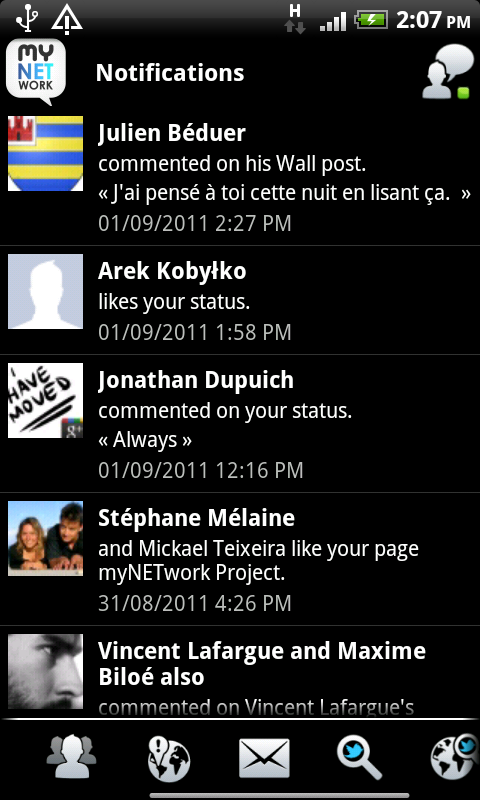 H
2:07 PM
my
NET
WORK
Notifications
Julien Béduer
commented on his Wall post.
« J'ai pensé à toi cette nuit en lisant ça. »
01/09/2011 2:27 PM
Arek Kobyłko
likes your status.
01/09/2011 1:58 PM
I
HAVE
MOVED
g+
Jonathan Dupuich
commented on your status.
« Always »
01/09/2011 12:16 PM
Stéphane Mélaine
and Mickael Teixeira like your page
myNETwork Project.
31/08/2011 4:26 PM
Vincent Lafargue and Maxime
Biloé also
commented on Vincent Lafargue's